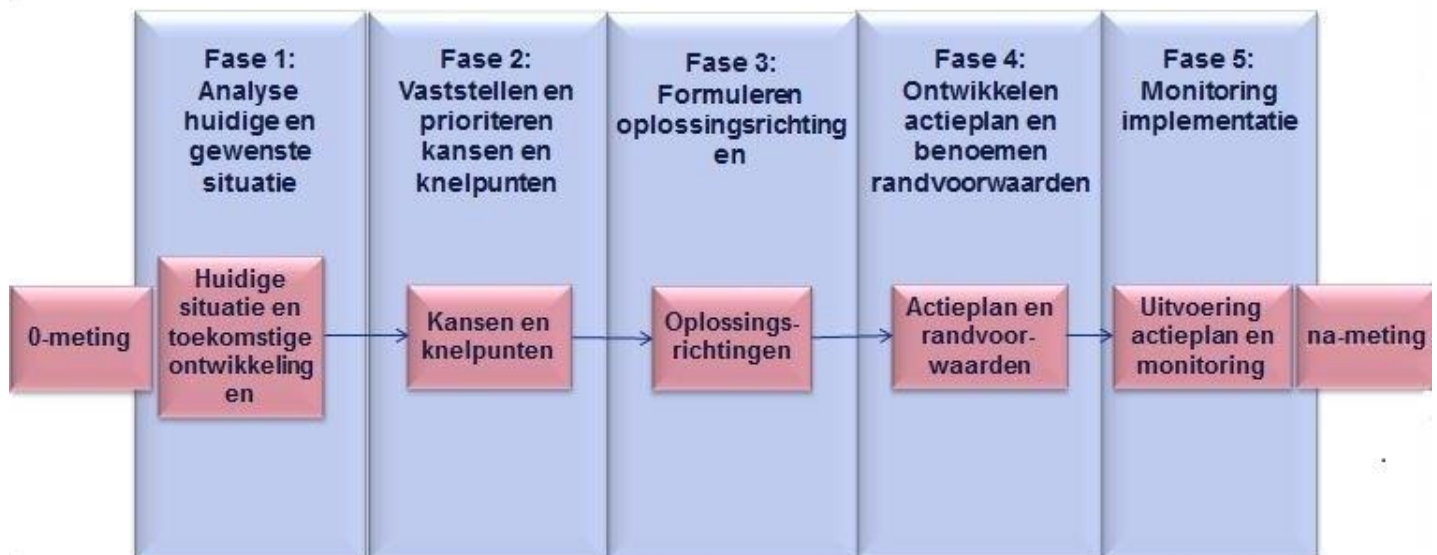 Fase 1:
Analyse
huidige en
gewenste
situatie
Fase 2:
Vaststellen en
prioriteren
kansen en
knelpunten
Fase 3:
Formuleren
oplossingsrichting
en
Fase 4:
Ontwikkelen
actieplan en
benoemen
randvoorwaarden
Fase 5:
Monitoring
implementatie
0-meting
Huidige
situatie en
toekomstige
ontwikkeling
en
Kansen en
knelpunten
Oplossings-
richtingen
Actieplan en
randvoor-
waarden
Uitvoering
actieplan en
monitoring
na-meting